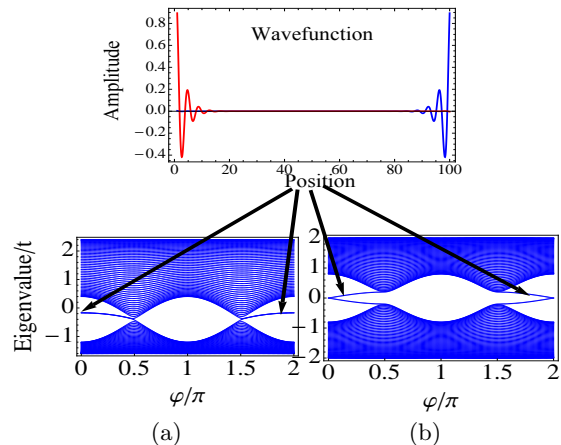 Wavefunction
Amplitude
0.8
0.6
0.4
0.2
0.0
−0.2
−0.4
0 20 40 60 80 100
Position
Eigenvalue/t
2
1
0
−1
0 0.5 1 1.5 2
φ/π
(a)
2
1
0
−1
−2
0 0.5 1 1.5 2
φ/π
(b)